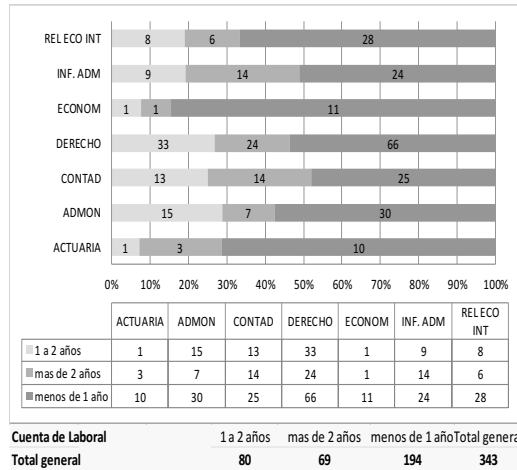 REL ECO INT 8 6 28
INF. ADM 9 14 24
ECONOM 1 1 11
DERECHO 33 24 66
CONTAD 13 14 25
ADMON 15 7 30
ACTUARIA 1 3 10
0% 10% 20% 30% 40% 50% 60% 70% 80% 90% 100%
ACTUARIA ADMON CONTAD DERECHO ECONOM INF. ADM REL ECO INT
1 a 2 años 1 15 13 33 1 9 8
mas de 2 años 3 7 14 24 1 14 6
menos de 1 año 10 30 25 66 11 24 28
Cuenta de Laboral 1 a 2 años mas de 2 años menos de 1 año Total general
Total general 80 69 194 343